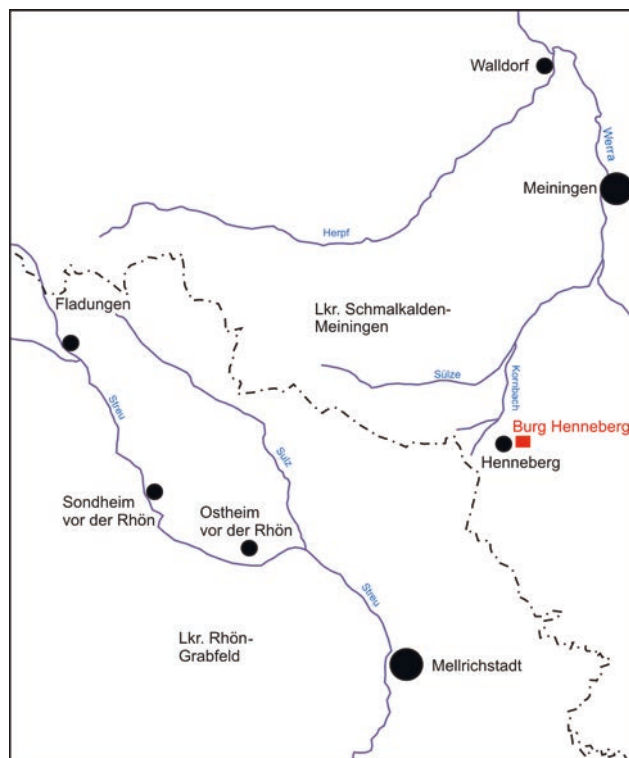 Walldorf
Werra
Meiningen
Herpf
Fladungen
Lkr. Schmalkalden-
Meiningen
Sülze
Kornbach
Streu
Burg Henneberg
Henneberg
Sulz
Sondheim
vor der Rhön
Ostheim
vor der Rhön
Streu
Lkr. Rhön-
Grabfeld
Mellrichstadt